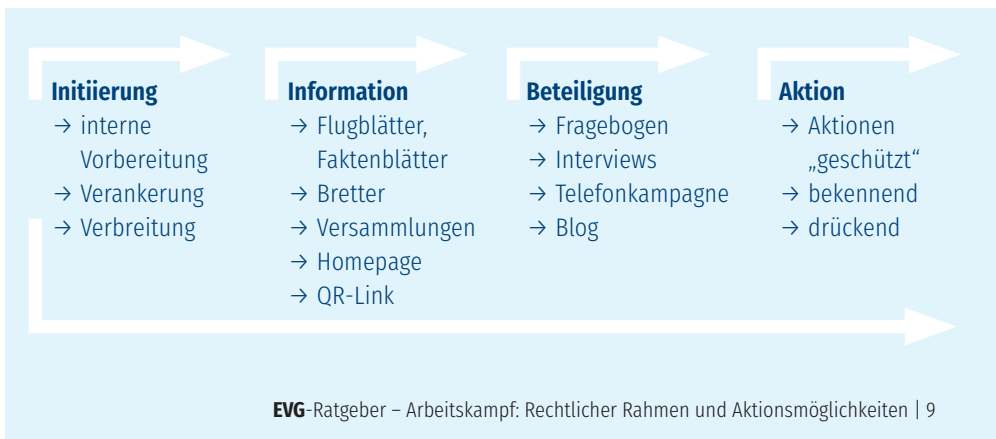 Initiierung
→ interne
Vorbereitung
→ Verankerung
→ Verbreitung
Information
→ Flugblätter,
Faktenblätter
→ Bretter
→ Versammlungen
→ Homepage
→ QR-Link
Beteiligung
→ Fragebogen
→ Interviews
→ Telefonkampagne
→ Blog
Aktion
→ Aktionen
„geschützt“
→ bekennend
→ drückend
EVG-Ratgeber – Arbeitskampf: Rechtlicher Rahmen und Aktionsmöglichkeiten | 9